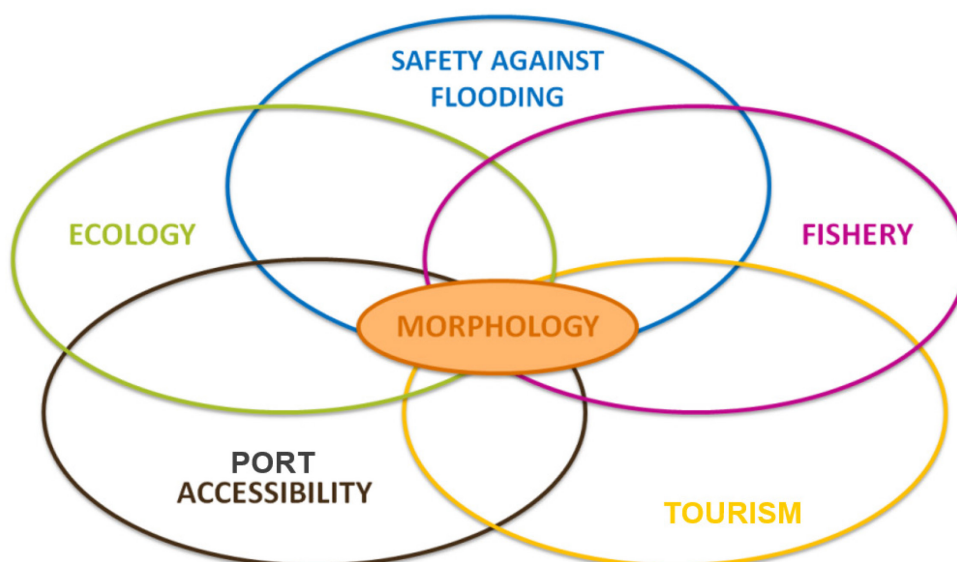 SAFETY AGAINST
FLOODING
ECOLOGY
FISHERY
MORPHOLOGY
PORT
ACCESSIBILITY
TOURISM